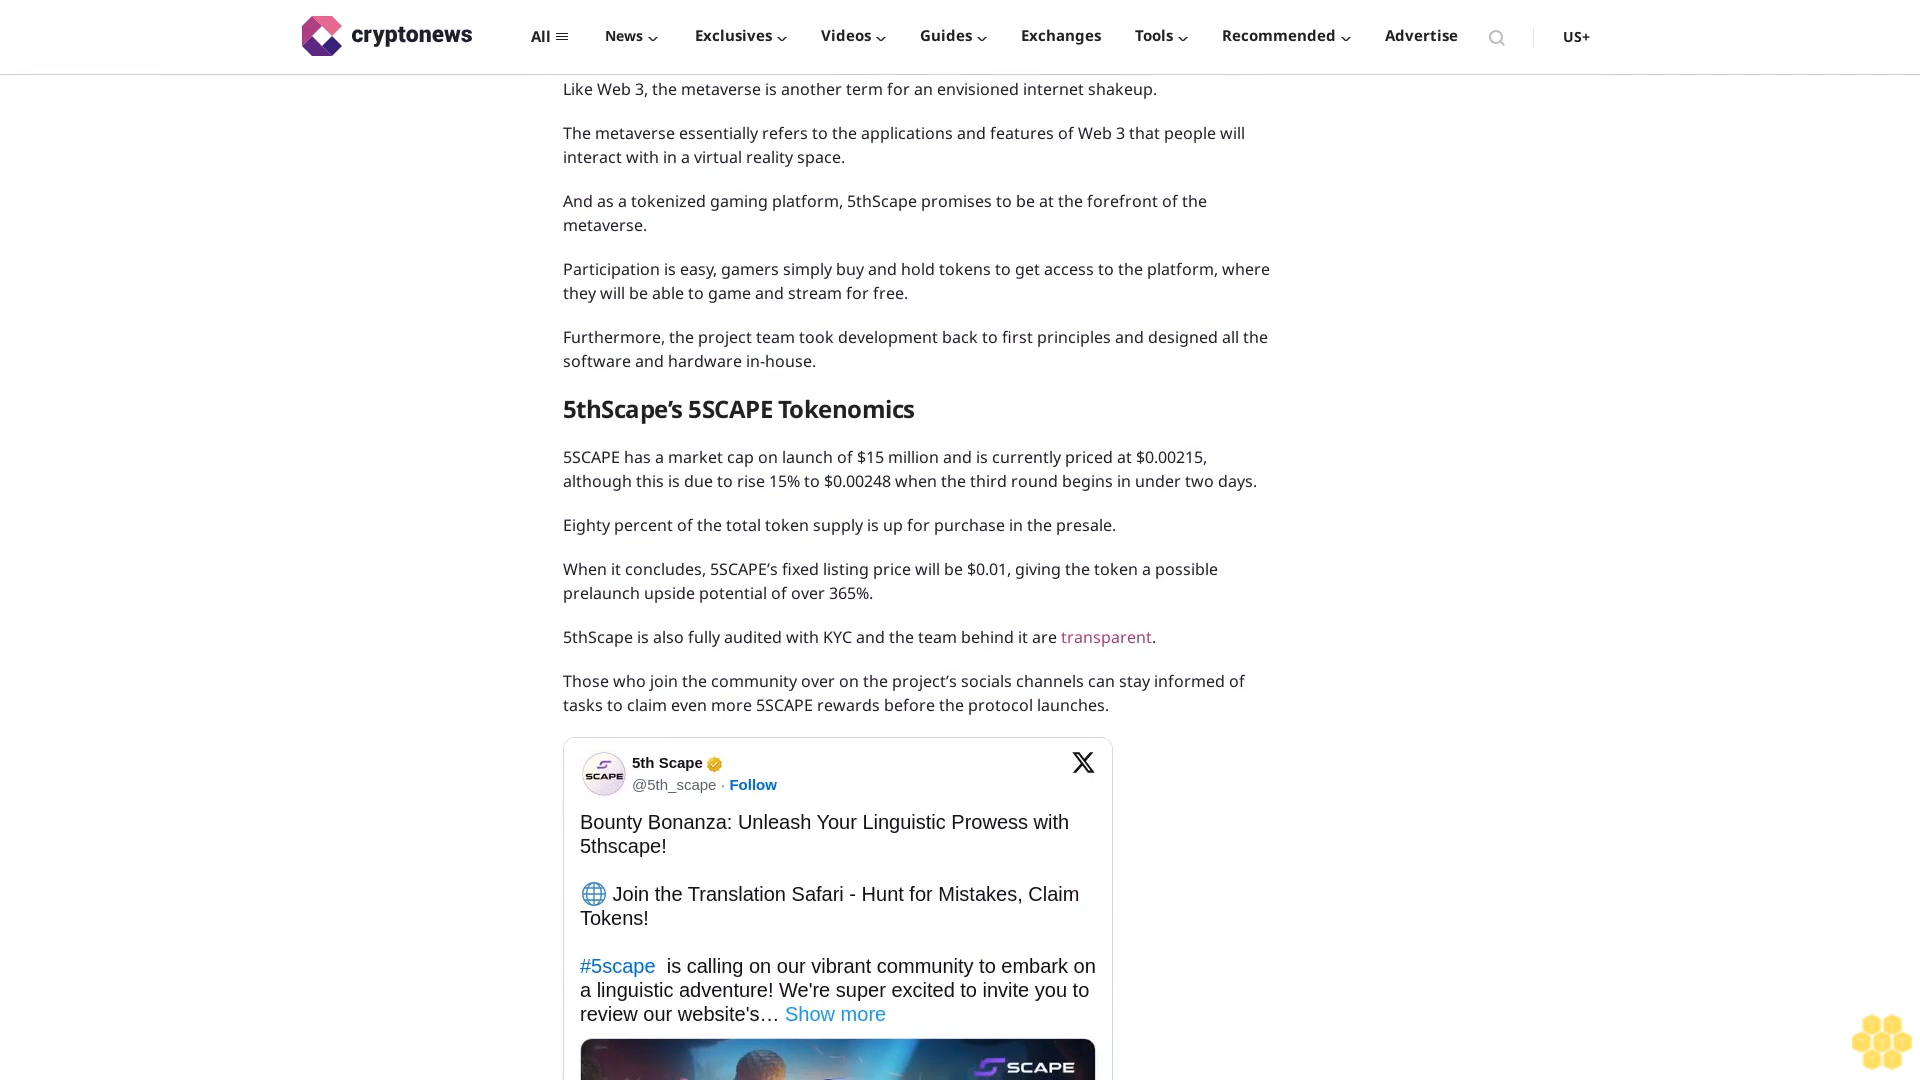 cryptonews
All
News
Exclusives
Videos
Guides
Exchanges
Tools
Recommended
Advertise
US+
Like Web 3, the metaverse is another term for an envisioned internet shakeup.
The metaverse essentially refers to the applications and features of Web 3 that people will
interact with in a virtual reality space.
And as a tokenized gaming platform, 5thScape promises to be at the forefront of the
metaverse.
Participation is easy, gamers simply buy and hold tokens to get access to the platform, where
they will be able to game and stream for free.
Furthermore, the project team took development back to first principles and designed all the
software and hardware in-house.
5thScape’s 5SCAPE Tokenomics
5SCAPE has a market cap on launch of $15 million and is currently priced at $0.00215,
although this is due to rise 15% to $0.00248 when the third round begins in under two days.
Eighty percent of the total token supply is up for purchase in the presale.
When it concludes, 5SCAPE’s fixed listing price will be $0.01, giving the token a possible
prelaunch upside potential of over 365%.
5thScape is also fully audited with KYC and the team behind it are transparent.
Those who join the community over on the project’s socials channels can stay informed of
tasks to claim even more 5SCAPE rewards before the protocol launches.
SCAPE
5th Scape
@5th_scape · Follow
Bounty Bonanza: Unleash Your Linguistic Prowess with
5thscape!
🌐 Join the Translation Safari - Hunt for Mistakes, Claim
Tokens!
#5scape is calling on our vibrant community to embark on
a linguistic adventure! We're super excited to invite you to
review our website's… Show more
SCAPE